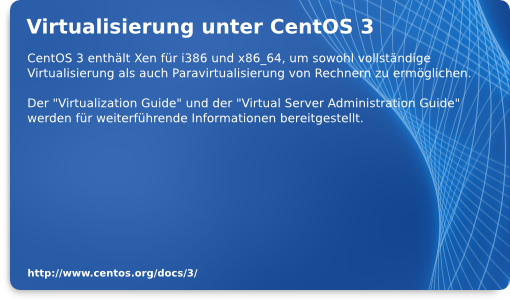 Virtualisierung unter CentOS 3
CentOS 3 enthält Xen für i386 und x86_64, um sowohl vollständige
Virtualisierung als auch Paravirtualisierung von Rechnern zu ermöglichen.
Der "Virtualization Guide" und der "Virtual Server Administration Guide"
werden für weiterführende Informationen bereitgestellt.
http://www.centos.org/docs/3/